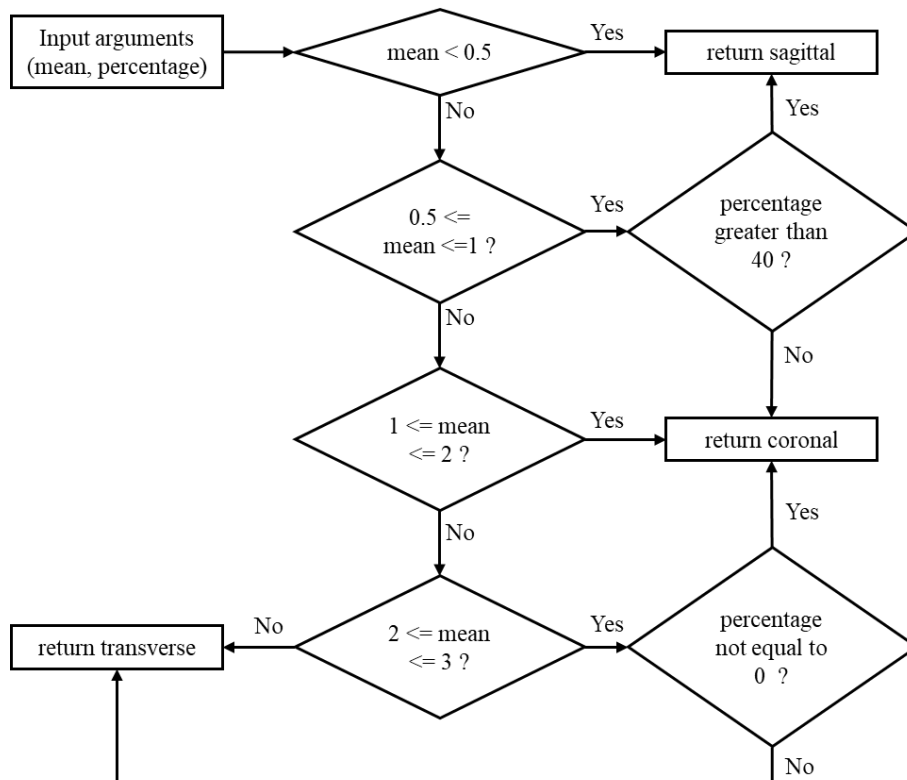 Input arguments
(mean, percentage)
mean < 0.5
Yes
return sagittal
No
Yes
0.5 <=
mean <=1 ?
Yes
percentage
greater than
40 ?
No
No
1 <= mean
<= 2 ?
Yes
return coronal
No
Yes
return transverse
No
2 <= mean
<= 3 ?
Yes
percentage
not equal to
0 ?
No